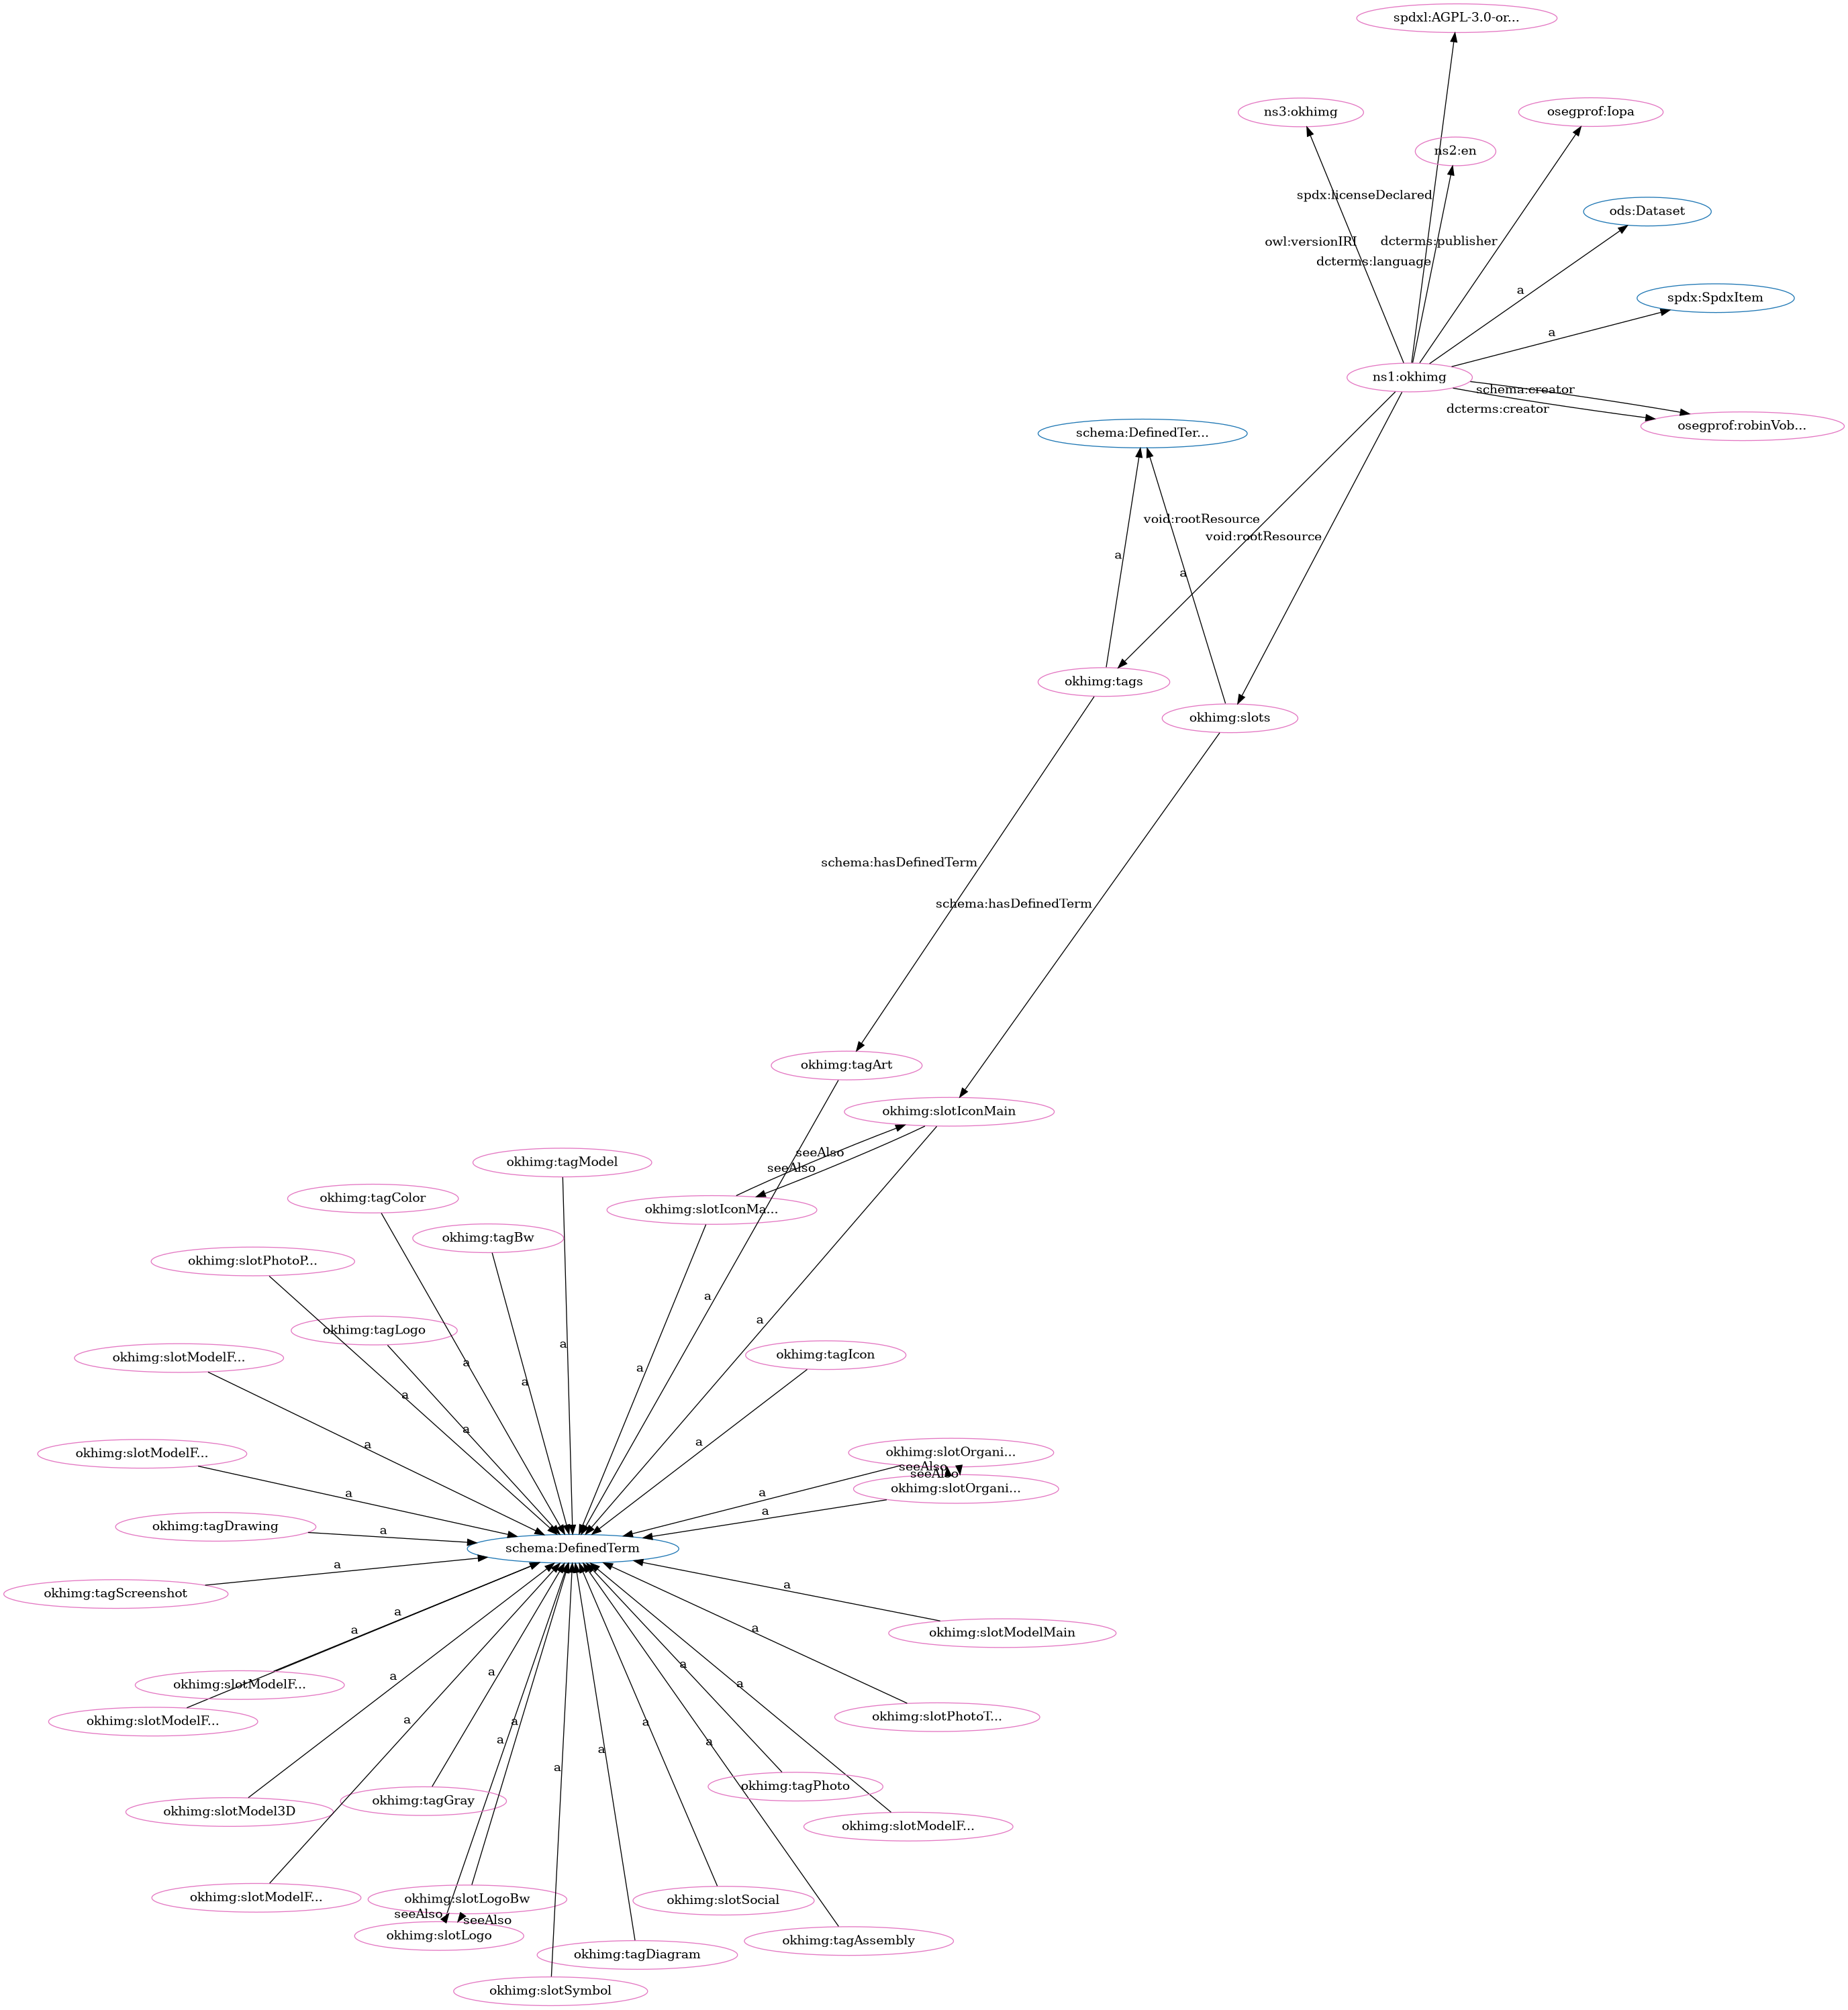 spdxl:AGPL-3.0-or...
ns3:okhimg
osegprof:Iopa
ns2:en
spdx:licenseDeclared
ods:Dataset
owl:versionIRI
dcterms:publisher
dcterms:language
a
spdx:SpdxItem
a
ns1:okhimg
schema:creator
dcterms:creator
osegprof:robinVob...
schema:DefinedTer...
void:rootResource
void:rootResource
a
a
okhimg:tags
okhimg:slots
schema:hasDefinedTerm
schema:hasDefinedTerm
okhimg:tagArt
okhimg:slotIconMain
seeAlso
okhimg:tagModel
seeAlso
okhimg:tagColor
okhimg:slotIconMa...
okhimg:tagBw
okhimg:slotPhotoP...
a
a
okhimg:tagLogo
a
okhimg:tagIcon
okhimg:slotModelF...
a
a
a
a
a
a
a
a
okhimg:slotModelF...
okhimg:slotOrgani...
seeAlso
seeAlso
okhimg:slotOrgani...
a
a
a
okhimg:tagDrawing
a
schema:DefinedTerm
a
okhimg:tagScreenshot
a
a
a
a
okhimg:slotModelMain
a
a
a
a
okhimg:slotModelF...
okhimg:slotModelF...
okhimg:slotPhotoT...
a
a
a
a
a
a
a
okhimg:tagPhoto
okhimg:tagGray
okhimg:slotModel3D
okhimg:slotModelF...
okhimg:slotModelF...
okhimg:slotLogoBw
okhimg:slotSocial
seeAlso
seeAlso
okhimg:slotLogo
okhimg:tagAssembly
okhimg:tagDiagram
okhimg:slotSymbol